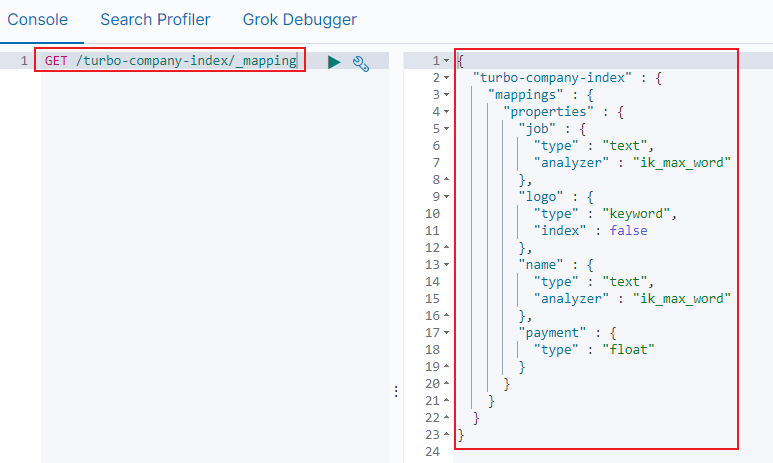 Console Search Profiler Grok Debugger
1 GET /turbo-company-index/_mapping
1 {
2 "turbo-company-index" : {
3 "mappings" : {
4 "properties" : {
5 "job" : {
6 "type" : "text",
7 "analyzer" : "ik_max_word"
8 },
9 "logo" : {
10 "type" : "keyword",
11 "index" : false
12 },
13 "name" : {
14 "type" : "text",
15 "analyzer" : "ik_max_word"
16 },
17 "payment" : {
18 "type" : "float"
19 }
20 }
21 }
22 }
23 }
24